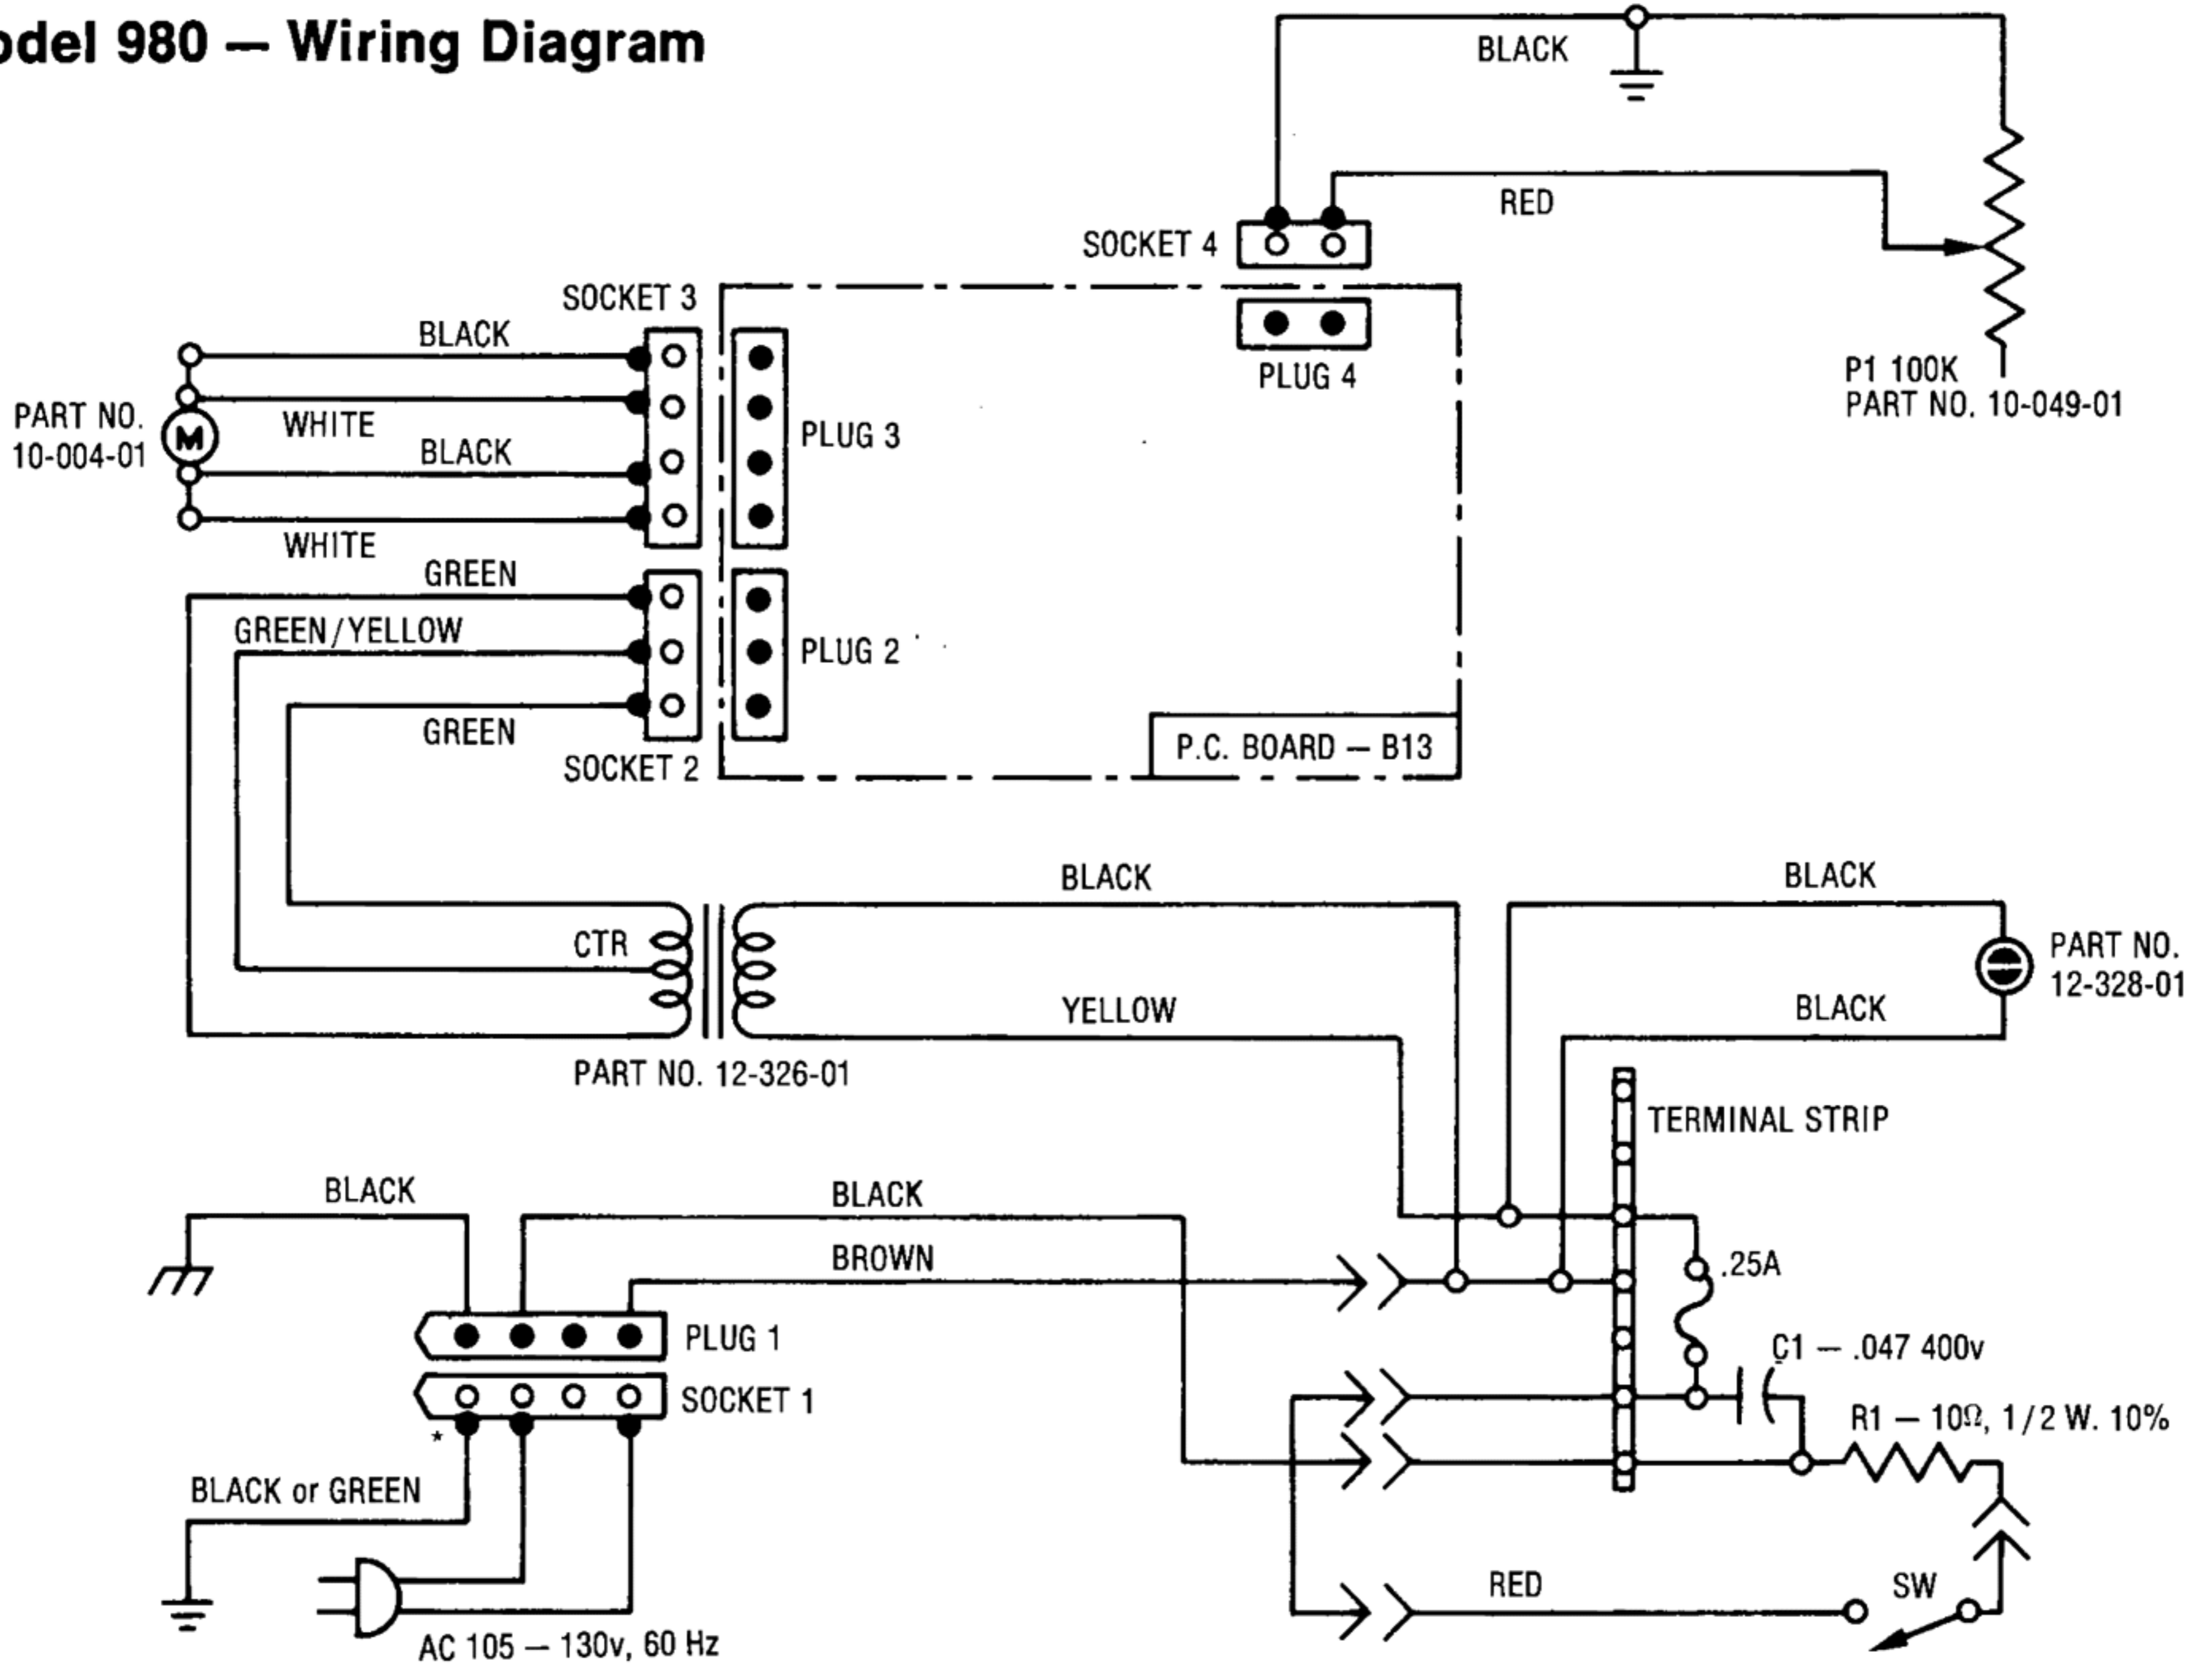 odel 980 — Wiring Diagram
BLACK
RED
SOCKET 4
SOCKET 3
BLACK
PLUG 4
P1 100K
PART NO. 10-049-01
PART NO.
10-004-01
M
WHITE
PLUG 3
BLACK
WHITE
GREEN
GREEN/YELLOW
PLUG 2
GREEN
SOCKET 2
P.C. BOARD — B13
BLACK
BLACK
CTR
PART NO.
12-328-01
YELLOW
BLACK
PART NO. 12-326-01
TERMINAL STRIP
BLACK
BLACK
BROWN
.25A
PLUG 1
C1 — .047 400v
SOCKET 1
R1 — 10Ω, 1/2 W. 10%
*
BLACK or GREEN
RED
SW
AC 105 — 130v, 60 Hz